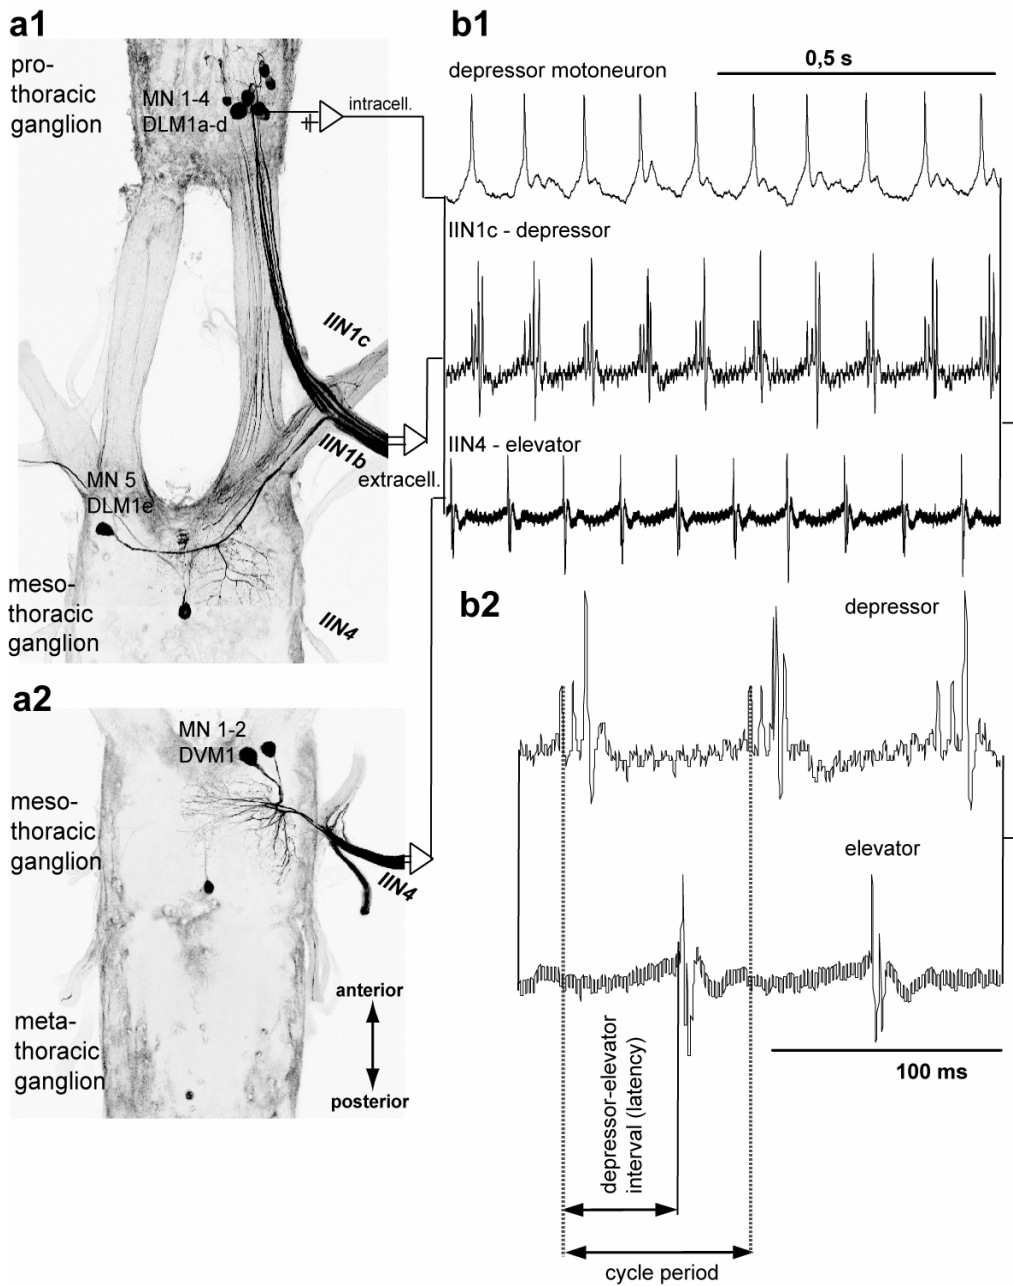 a1
pro-
thoracic
ganglion
MN 1-4
DLM1a-d
intracell.
IIN1c
IIN1b
extracell.
MN 5
DLM1e
meso-
thoracic
ganglion
IIN4
a2
MN 1-2
DVM1
meso-
thoracic
ganglion
IIN4
anterior
posterior
meta-
thoracic
ganglion
b1
0,5 s
depressor motoneuron
IIN1c - depressor
IIN4 - elevator
b2
depressor
elevator
100 ms
depressor-elevator
interval (latency)
cycle period